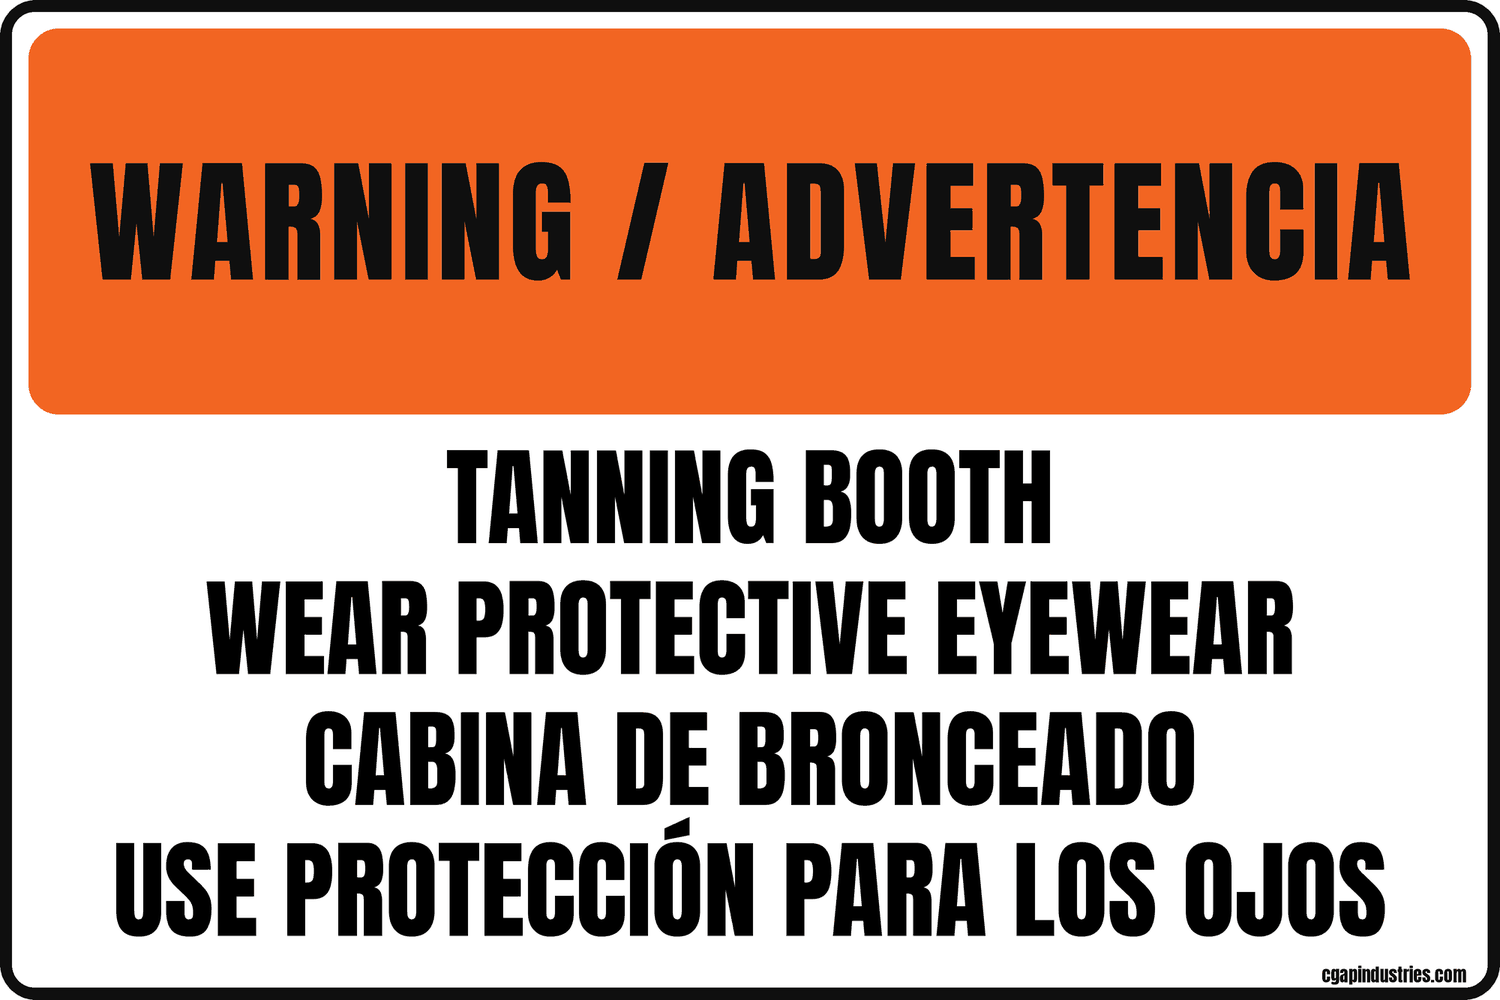 WARNING / ADVERTENCIA
TANNING BOOTH
WEAR PROTECTIVE EYEWEAR
CABINA DE BRONCEADO
USE PROTECCIÓN PARA LOS OJOS
cgapindustries.com